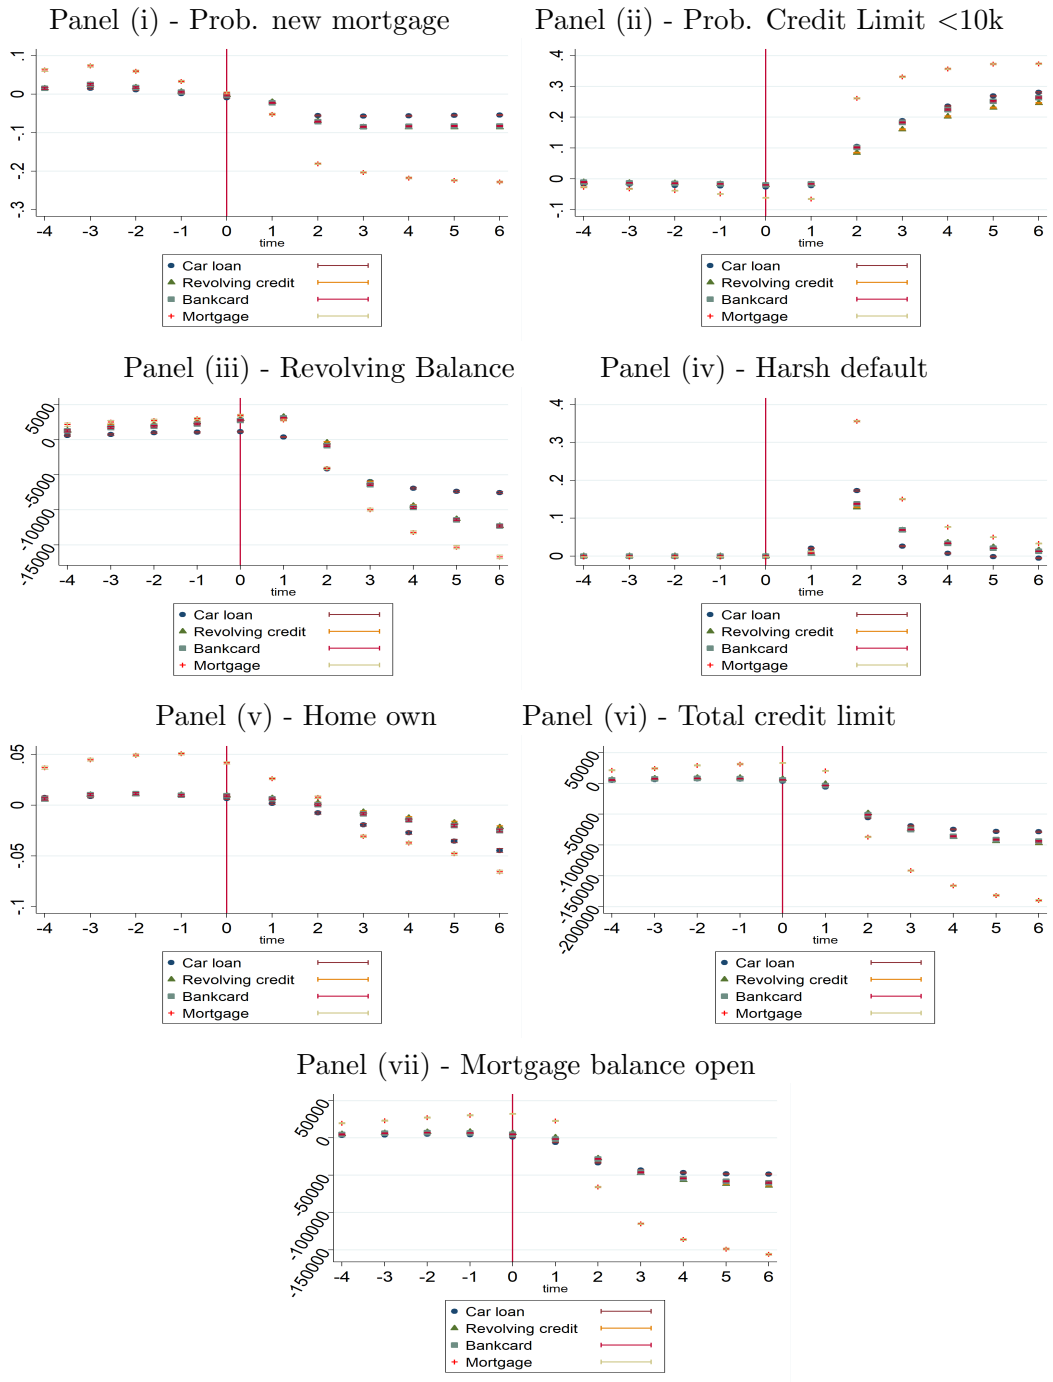 Panel (i) - Prob. new mortgage
.1
0
-.1
-.2
-.3
-4 -3 -2 -1 0 1 2 3 4 5 6
time
Car loan
Revolving credit
Bankcard
Mortgage
Panel (ii) - Prob. Credit Limit <10k
.4
.3
.2
.1
0
-.1
-4 -3 -2 -1 0 1 2 3 4 5 6
time
Car loan
Revolving credit
Bankcard
Mortgage
Panel (iii) - Revolving Balance
5000
0
-5000
-10000
-15000
-4 -3 -2 -1 0 1 2 3 4 5 6
time
Car loan
Revolving credit
Bankcard
Mortgage
Panel (iv) - Harsh default
.4
.3
.2
.1
0
-4 -3 -2 -1 0 1 2 3 4 5 6
time
Car loan
Revolving credit
Bankcard
Mortgage
Panel (v) - Home own
.05
0
-.05
-.1
-4 -3 -2 -1 0 1 2 3 4 5 6
time
Car loan
Revolving credit
Bankcard
Mortgage
Panel (vi) - Total credit limit
50000
0
-50000
-100000
-150000
-200000
-4 -3 -2 -1 0 1 2 3 4 5 6
time
Car loan
Revolving credit
Bankcard
Mortgage
Panel (vii) - Mortgage balance open
50000
0
-50000
-100000
-150000
-4 -3 -2 -1 0 1 2 3 4 5 6
time
Car loan
Revolving credit
Bankcard
Mortgage